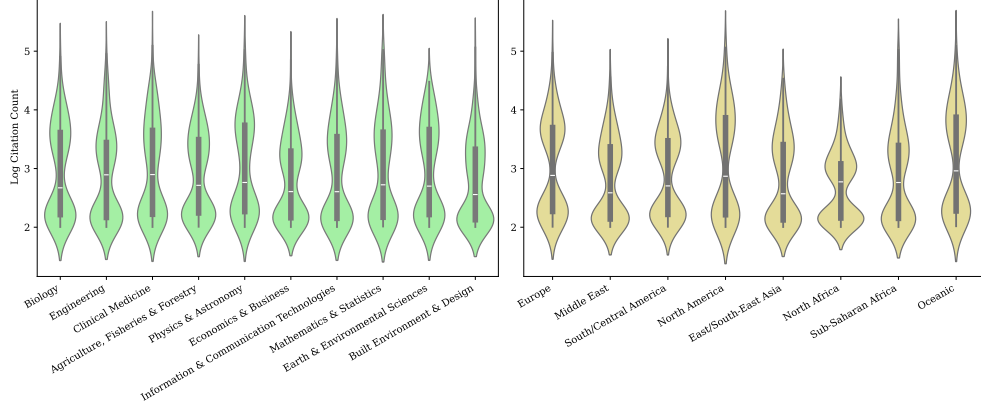 Log Citation Count
5
4
3
2
Biology
Engineering
Clinical Medicine
Agriculture, Fisheries & Forestry
Physics & Astronomy
Economics & Business
Information & Communication Technologies
Mathematics & Statistics
Earth & Environmental Sciences
Built Environment & Design
5
4
3
2
Europe
Middle East
South/Central America
North America
East/South-East Asia
North Africa
Sub-Saharan Africa
Oceanic